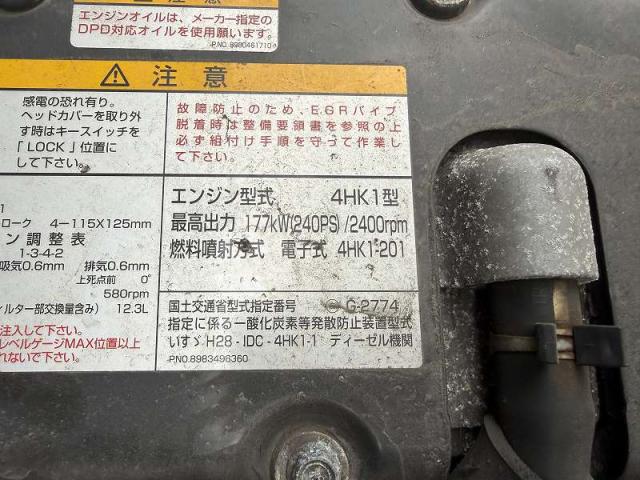 エンジンオイルは、メーカー指定の
DPD対応オイルを使用願います。
P.NO. 8980461710
注意
感電の恐れ有り。
ヘッドカバーを取り外
す時はキースイッチを
「LOCK」位置に
して下さい。
故障防止のため、EGRパイプ
脱着時は整備要領書を参照の上
必ず組付け手順を守って作業し
て下さい。
1
ローク 4-115X125mm
ン調整表
1-3-4-2
吸気0.6mm 排気0.6mm
上死点前 0°
580rpm
ィルター部交換量含み) 12.3L
注入して下さい。
レベルゲージMAX位置以上
れないで下さい。
エンジン型式 4HK1型
最高出力 177kW(240PS)/2400rpm
燃料噴射方式 電子式 4HK1-201
国土交通省型式指定番号 G-2774
指定に係る一酸化炭素等発散防止装置型式
いすゞ H28-IDC-4HK1-1 ディーゼル機関
P.NO. 8983496360